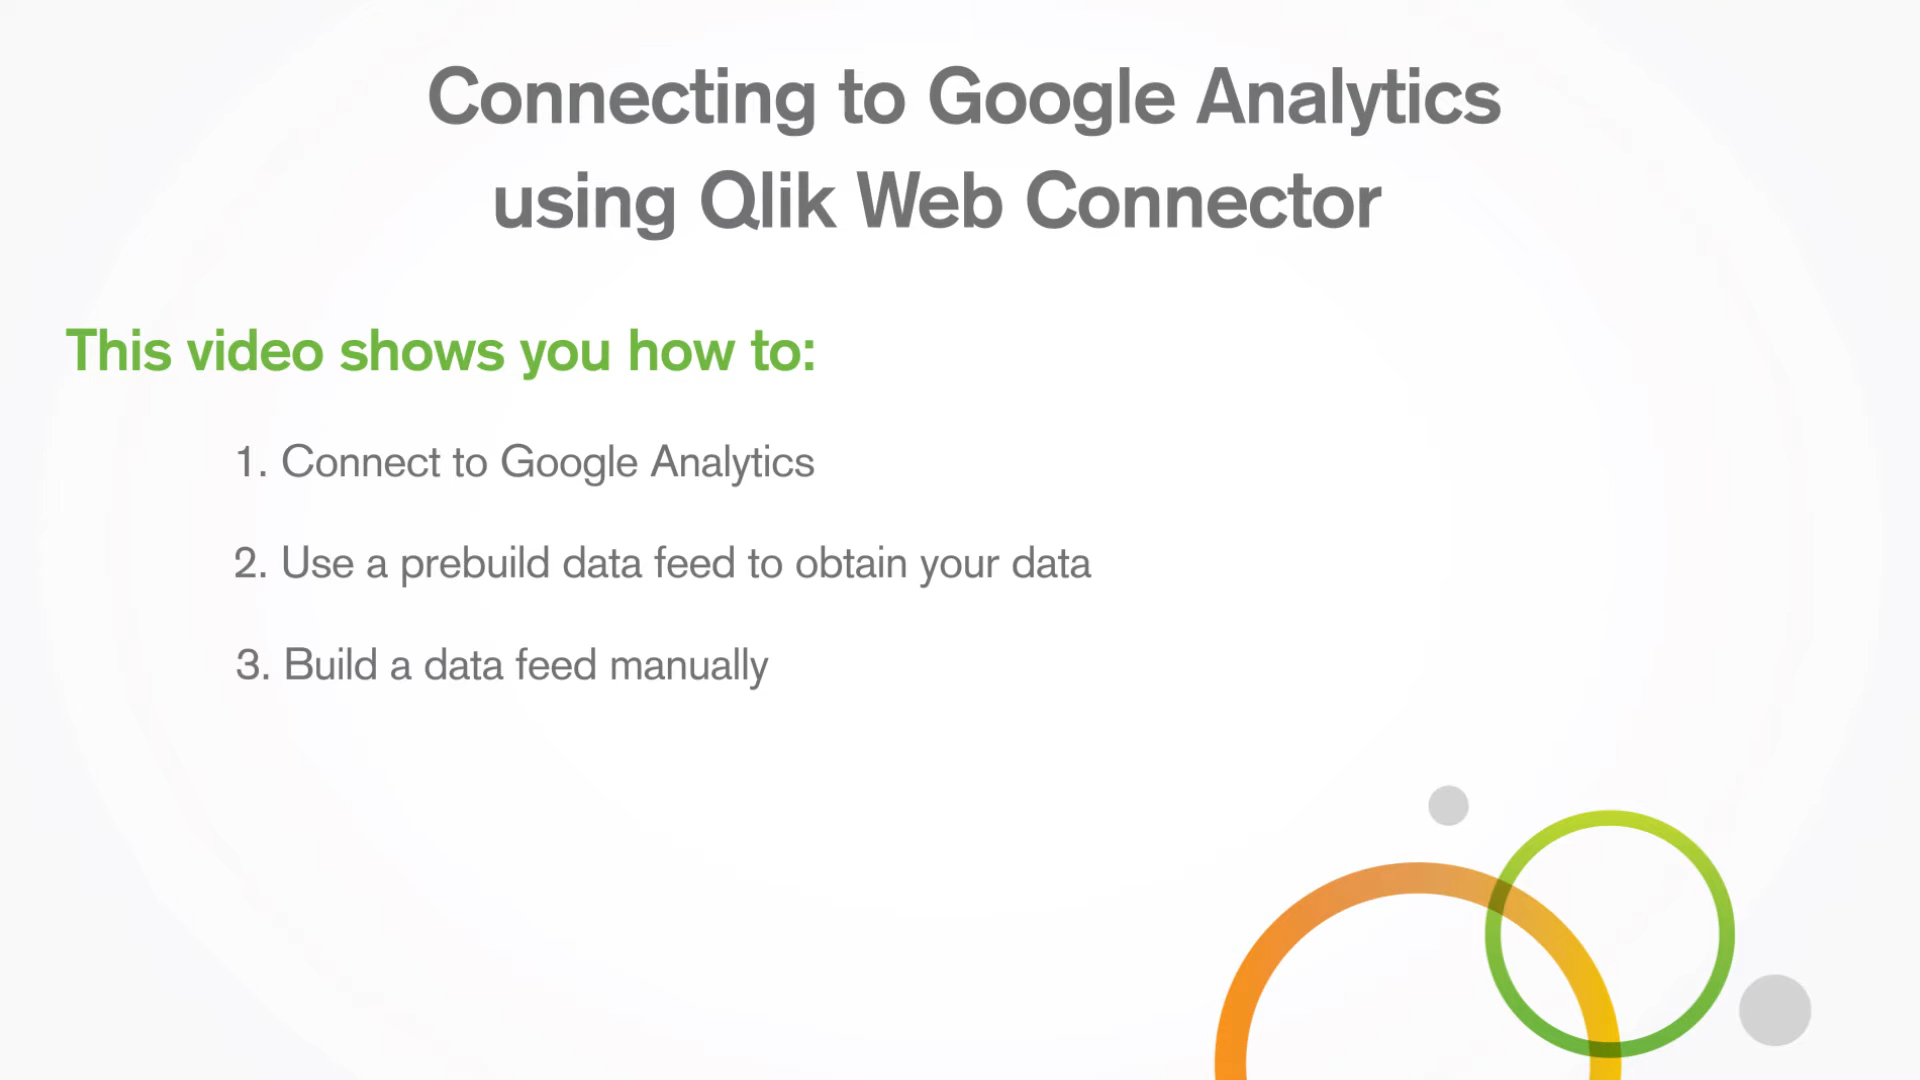 Connecting to Google Analytics
using Qlik Web Connector
This video shows you how to:
1. Connect to Google Analytics
2. Use a prebuild data feed to obtain your data
3. Build a data feed manually